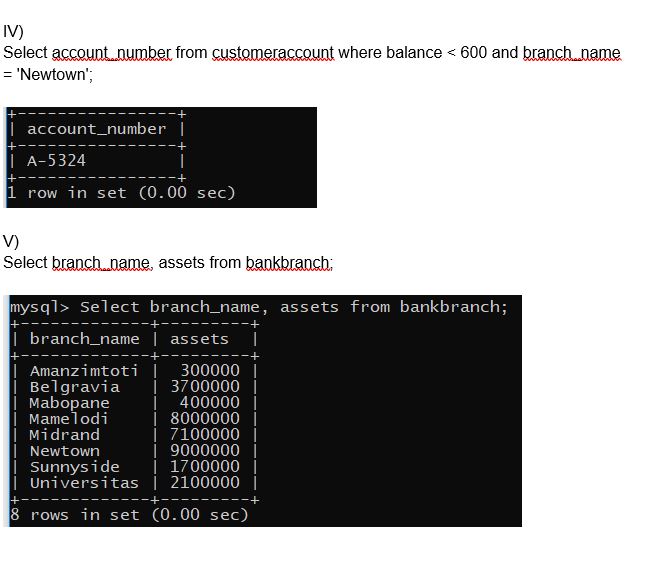 IV)
Select account_number from customeraccount where balance < 600 and branch_name
= 'Newtown';
+----------------+
| account_number |
+----------------+
| A-5324         |
+----------------+
1 row in set (0.00 sec)
V)
Select branch_name, assets from bankbranch;
mysql> Select branch_name, assets from bankbranch;
+-------------+---------+
| branch_name | assets  |
+-------------+---------+
| Amanzimtoti |  300000 |
| Belgravia   | 3700000 |
| Mabopane    |  400000 |
| Mamelodi    | 8000000 |
| Midrand     | 7100000 |
| Newtown     | 9000000 |
| Sunnyside   | 1700000 |
| Universitas | 2100000 |
+-------------+---------+
8 rows in set (0.00 sec)